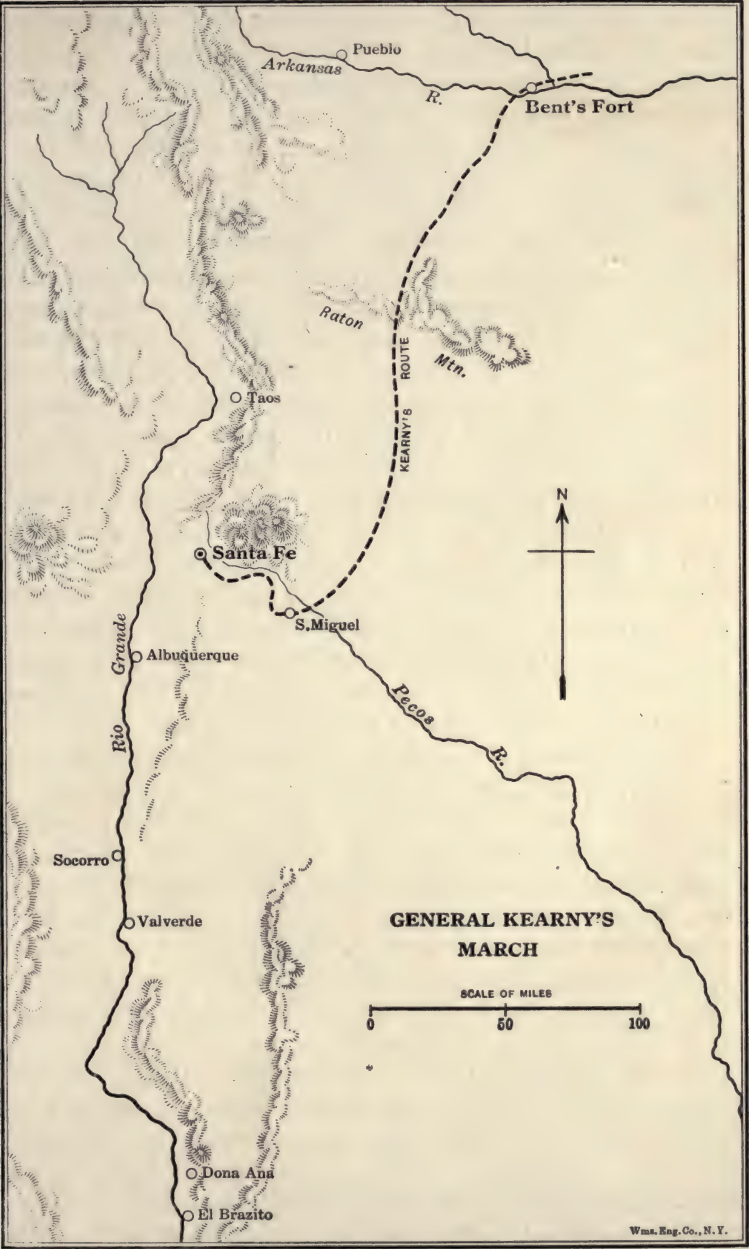 Pueblo
Arkansas
R.
Bent's Fort
Raton
Mtn.
KEARNY'S ROUTE
Taos
N
Santa Fe
S.Miguel
Rio Grande
Albuquerque
Pecos
R.
Socorro
Valverde
GENERAL KEARNY'S
MARCH
SCALE OF MILES
0 50 100
Dona Ana
El Brazito
Wms. Eng. Co., N. Y.